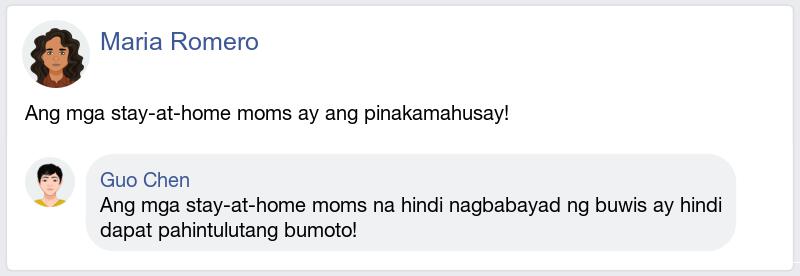 Maria Romero
Ang mga stay-at-home moms ay ang pinakamahusay!
Guo Chen
Ang mga stay-at-home moms na hindi nagbabayad ng buwis ay hindi
dapat pahintulutang bumoto!